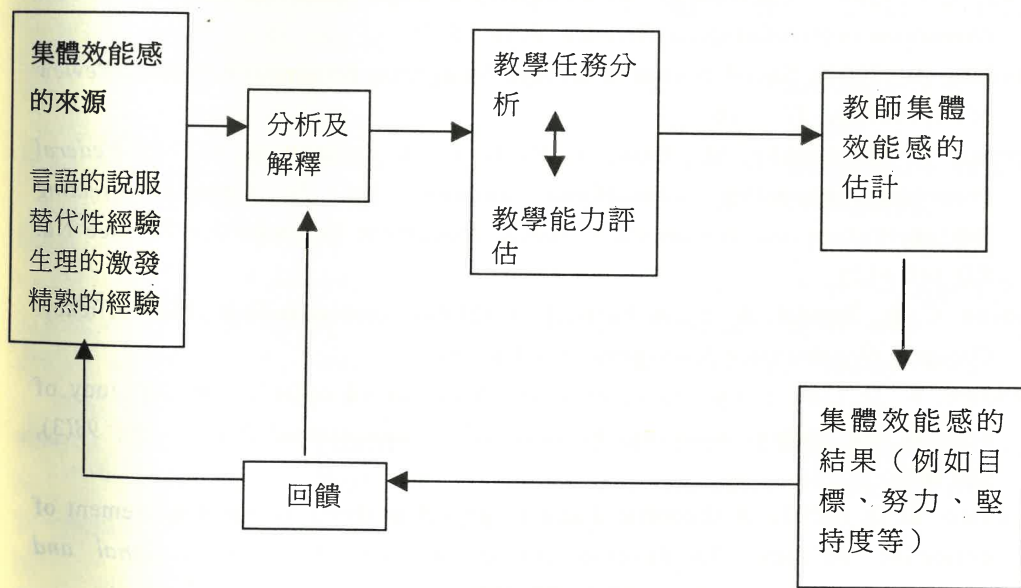 集體效能感
的來源
言語的說服
替代性經驗
生理的激發
精熟的經驗
分析及
解釋
教學任務分
析
教學能力評
估
教師集體
效能感的
估計
集體效能感的
結果（例如目
標、努力、堅
持度等）
回饋